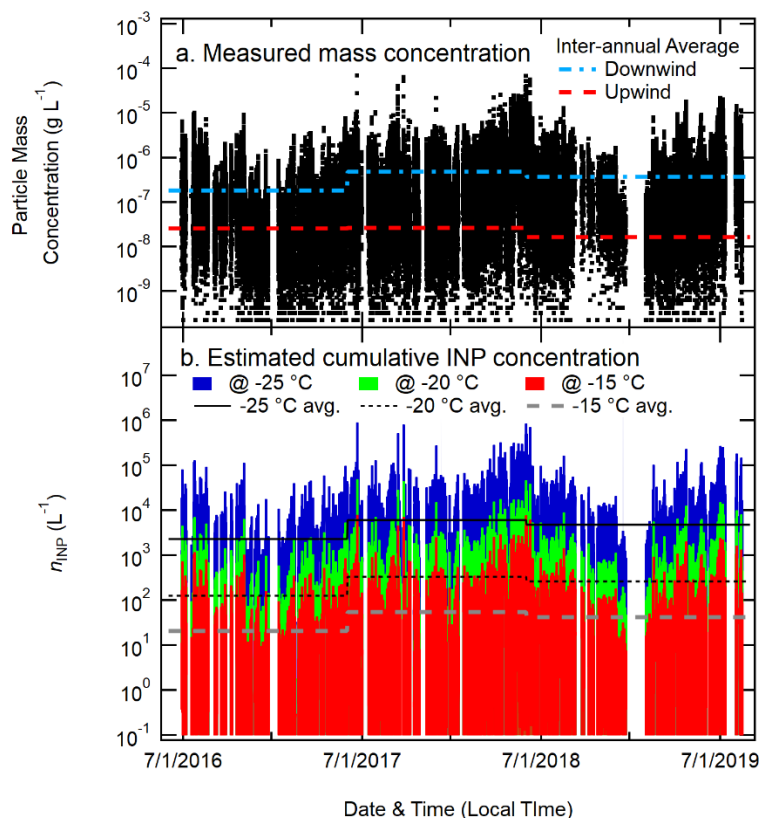 a. Measured mass concentration
Inter-annual Average
Downwind
Upwind
Particle Mass
Concentration (g L⁻¹)
10⁻³
10⁻⁴
10⁻⁵
10⁻⁶
10⁻⁷
10⁻⁸
10⁻⁹
b. Estimated cumulative INP concentration
@ -25 °C @ -20 °C @ -15 °C
-25 °C avg. -20 °C avg. -15 °C avg.
n_INP (L⁻¹)
10⁷
10⁶
10⁵
10⁴
10³
10²
10¹
10⁰
10⁻¹
7/1/2016 7/1/2017 7/1/2018 7/1/2019
Date & Time (Local TIme)